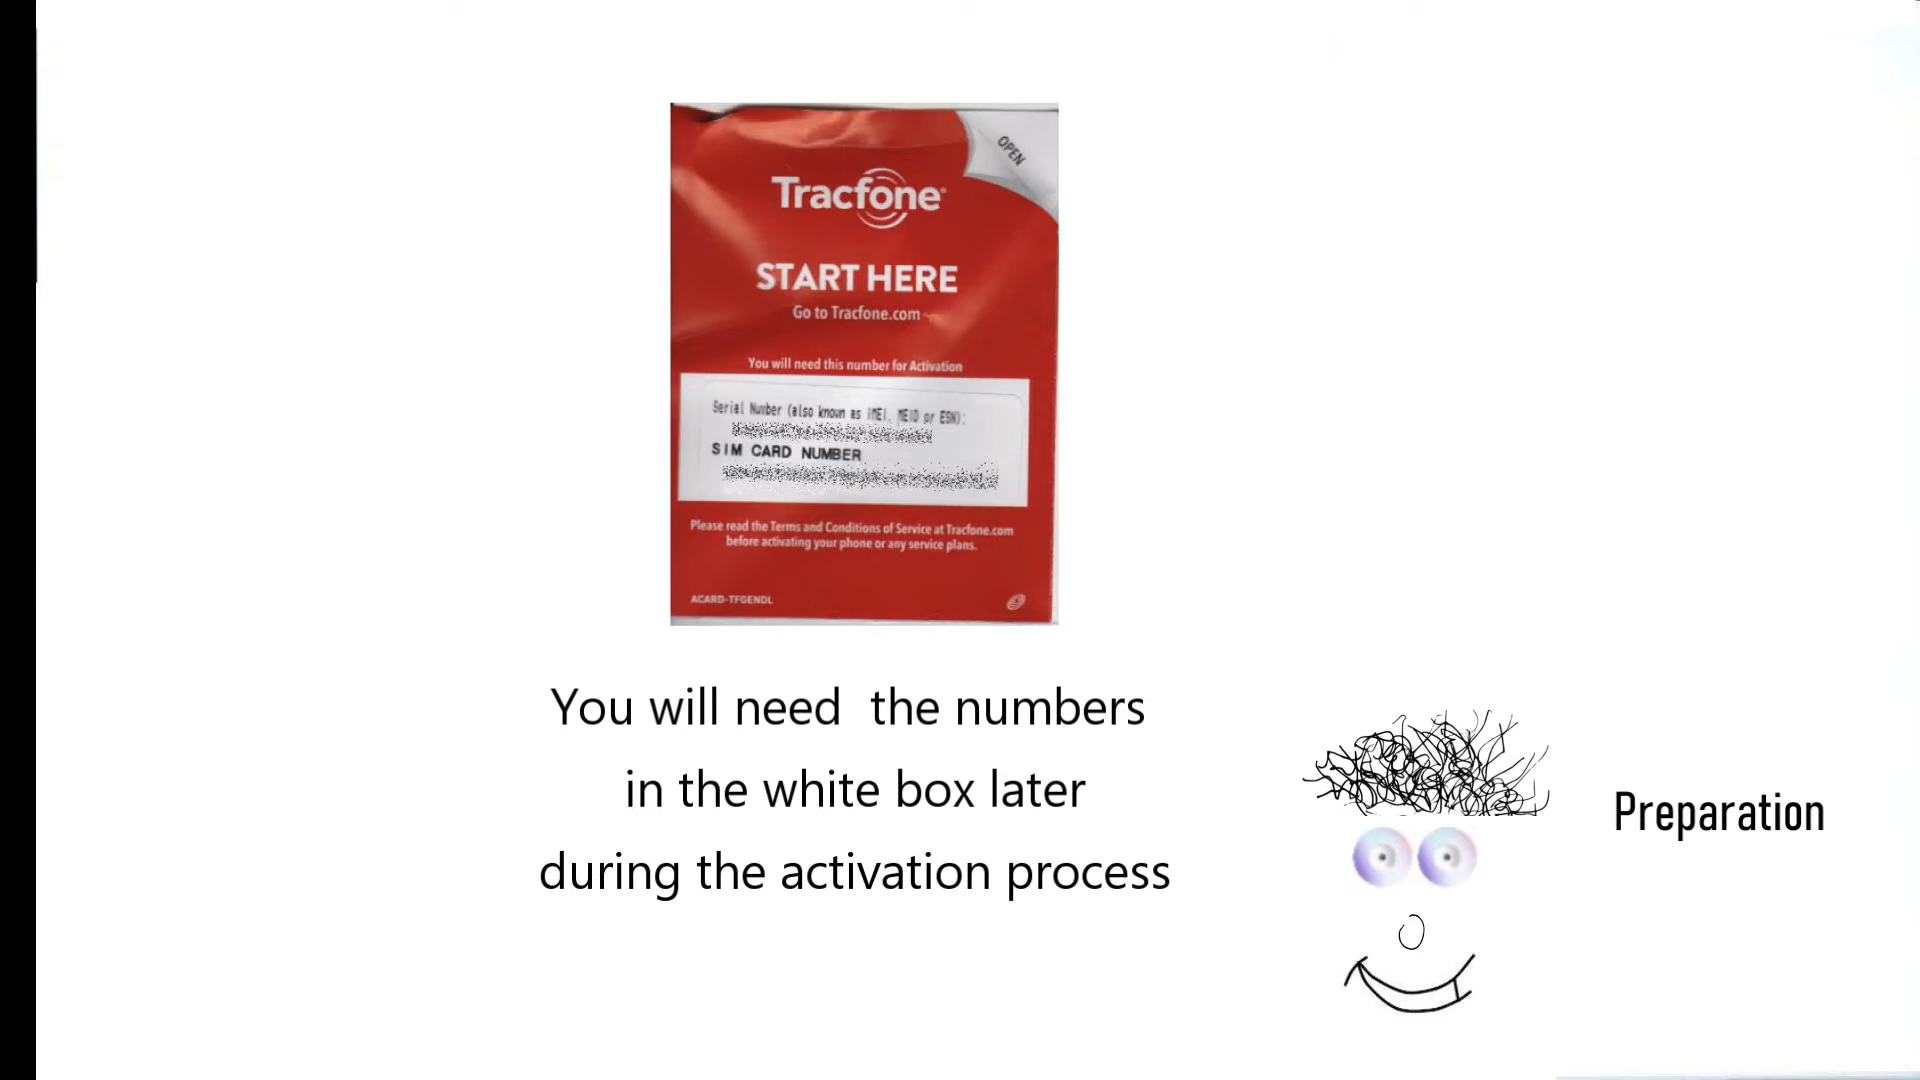 OPEN
Tracfone
START HERE
Go to Tracfone.com
You will need this number for Activation
Serial Number (also known as IMEI, MEID or ESN):
SIM CARD NUMBER
Please read the Terms and Conditions of Service at Tracfone.com
before activating your phone or any service plans.
ACARD-TFGENDL
You will need the numbers
in the white box later
during the activation process
Preparation